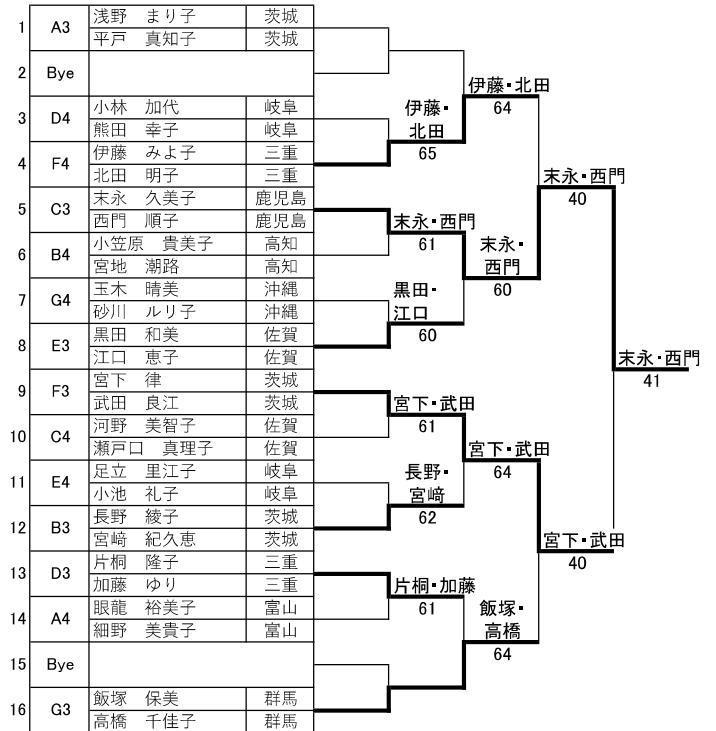 1 A3 浅野 まり子 茨城
平戸 真知子 茨城
2 Bye
3 D4 小林 加代 岐阜
熊田 幸子 岐阜
4 F4 伊藤 みよ子 三重
北田 明子 三重
5 C3 末永 久美子 鹿児島
西門 順子 鹿児島
6 B4 小笠原 貴美子 高知
宮地 潮路 高知
7 G4 玉木 晴美 沖縄
砂川 ルリ子 沖縄
8 E3 黒田 和美 佐賀
江口 恵子 佐賀
9 F3 宮下 律 茨城
武田 良江 茨城
10 C4 河野 美智子 佐賀
瀬戸口 真理子 佐賀
11 E4 足立 里江子 岐阜
小池 礼子 岐阜
12 B3 長野 綾子 茨城
宮﨑 紀久恵 茨城
13 D3 片桐 隆子 三重
加藤 ゆり 三重
14 A4 眼龍 裕美子 富山
細野 美貴子 富山
15 Bye
16 G3 飯塚 保美 群馬
高橋 千佳子 群馬
伊藤・
北田
65
末永・西門
61
黒田・
江口
60
宮下・武田
61
長野・
宮﨑
62
片桐・加藤
61
伊藤・北田
64
末永・
西門
60
宮下・武田
64
飯塚・
高橋
64
末永・西門
40
宮下・武田
40
末永・西門
41